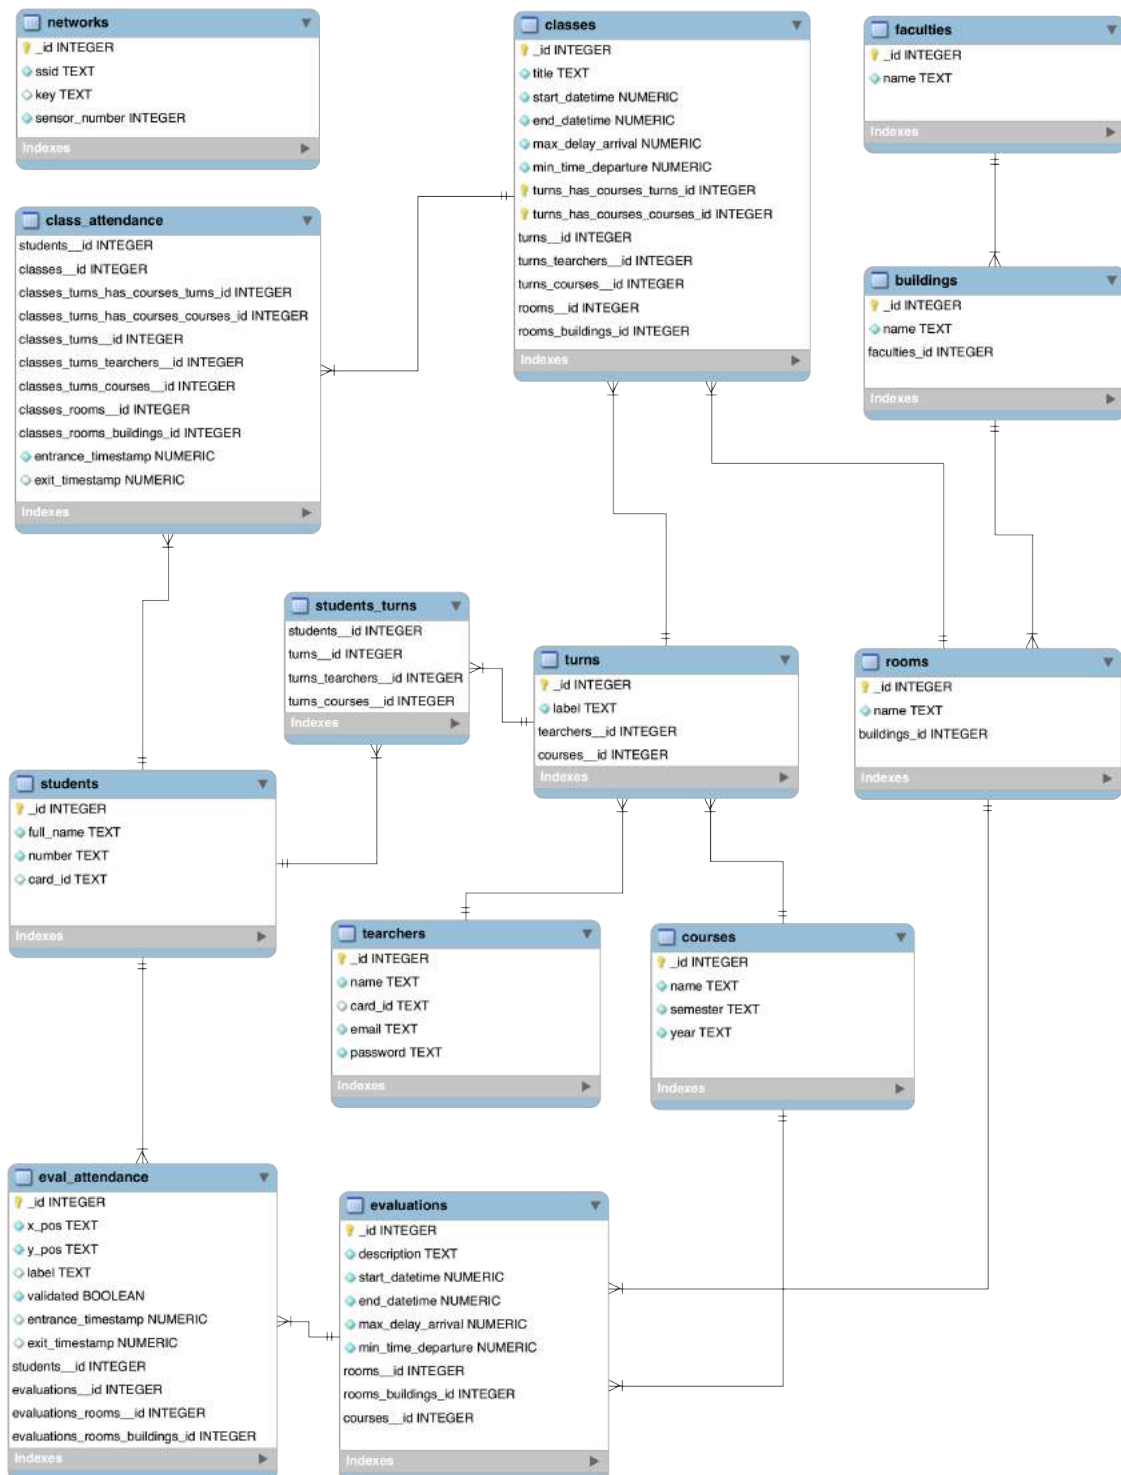 networks
_id INTEGER
ssid TEXT
key TEXT
sensor_number INTEGER
Indexes
classes
_id INTEGER
title TEXT
start_datetime NUMERIC
end_datetime NUMERIC
max_delay_arrival NUMERIC
min_time_departure NUMERIC
turns_has_courses_turns_id INTEGER
turns_has_courses_courses_id INTEGER
turns__id INTEGER
turns_tearchers__id INTEGER
turns_courses__id INTEGER
rooms__id INTEGER
rooms_buildings_id INTEGER
Indexes
faculties
_id INTEGER
name TEXT
Indexes
class_attendance
students__id INTEGER
classes__id INTEGER
classes_turns_has_courses_turns_id INTEGER
classes_turns_has_courses_courses_id INTEGER
classes_turns__id INTEGER
classes_turns_tearchers__id INTEGER
classes_turns_courses__id INTEGER
classes_rooms__id INTEGER
classes_rooms_buildings_id INTEGER
entrance_timestamp NUMERIC
exit_timestamp NUMERIC
Indexes
buildings
_id INTEGER
name TEXT
faculties_id INTEGER
Indexes
students_turns
students__id INTEGER
turns__id INTEGER
turns_tearchers__id INTEGER
turns_courses__id INTEGER
Indexes
turns
_id INTEGER
label TEXT
tearchers__id INTEGER
courses__id INTEGER
Indexes
rooms
_id INTEGER
name TEXT
buildings_id INTEGER
Indexes
students
_id INTEGER
full_name TEXT
number TEXT
card_id TEXT
Indexes
tearchers
_id INTEGER
name TEXT
card_id TEXT
email TEXT
password TEXT
Indexes
courses
_id INTEGER
name TEXT
semester TEXT
year TEXT
Indexes
eval_attendance
_id INTEGER
x_pos TEXT
y_pos TEXT
label TEXT
validated BOOLEAN
entrance_timestamp NUMERIC
exit_timestamp NUMERIC
students__id INTEGER
evaluations__id INTEGER
evaluations_rooms__id INTEGER
evaluations_rooms_buildings_id INTEGER
Indexes
evaluations
_id INTEGER
description TEXT
start_datetime NUMERIC
end_datetime NUMERIC
max_delay_arrival NUMERIC
min_time_departure NUMERIC
rooms__id INTEGER
rooms_buildings_id INTEGER
courses__id INTEGER
Indexes